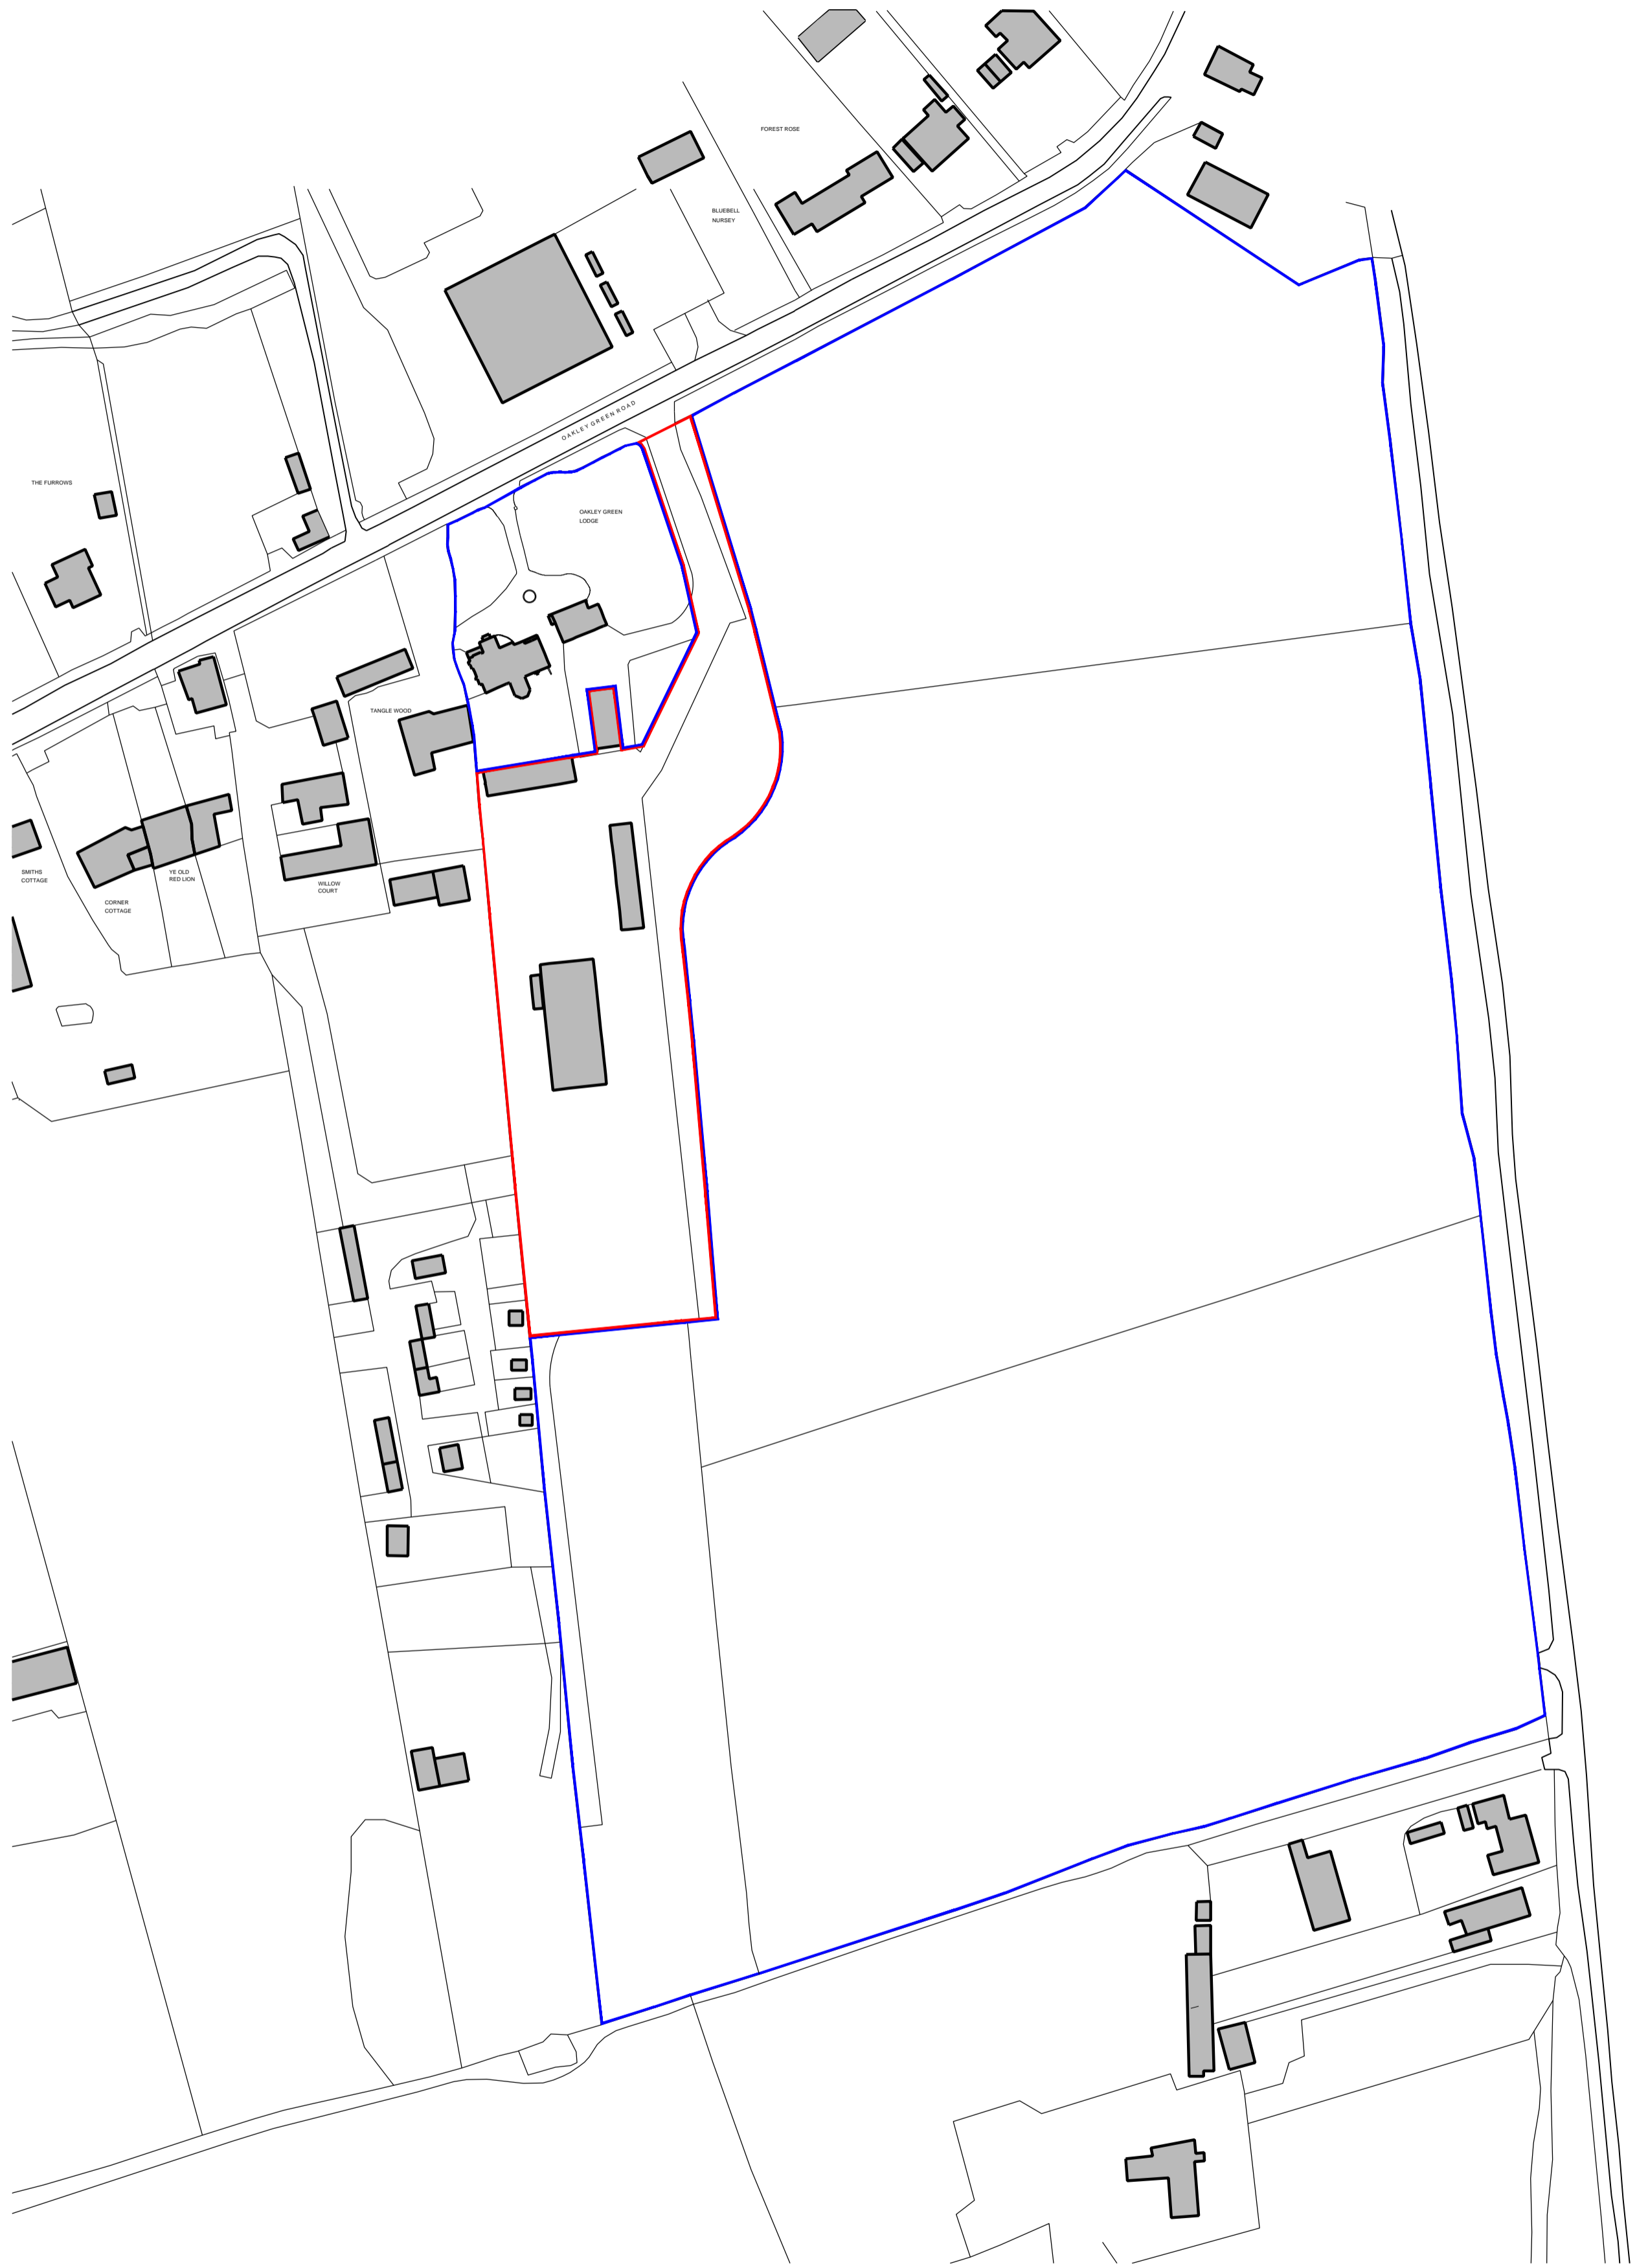 FOREST ROSE
BLUEBELL
NURSEY
OAKLEY GREEN ROAD
THE FURROWS
OAKLEY GREEN
LODGE
TANGLE WOOD
SMITHS
COTTAGE
YE OLD
RED LION
WILLOW
COURT
CORNER
COTTAGE